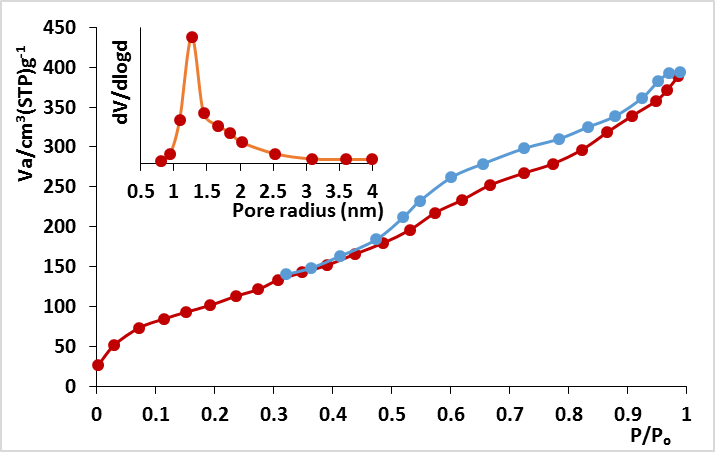 Va/cm³(STP)g⁻¹
450
400
350
300
250
200
150
100
50
0
dV/dlogd
0.5 1 1.5 2 2.5 3 3.5 4
Pore radius (nm)
0 0.1 0.2 0.3 0.4 0.5 0.6 0.7 0.8 0.9 1
P/Pₒ